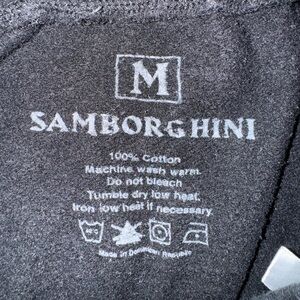 M
SAMBORGHINI
100% Cotton
Machine wash warm.
Do not bleach
Tumble dry low heat.
Iron low heat if necessary
Made in Dominican Republic